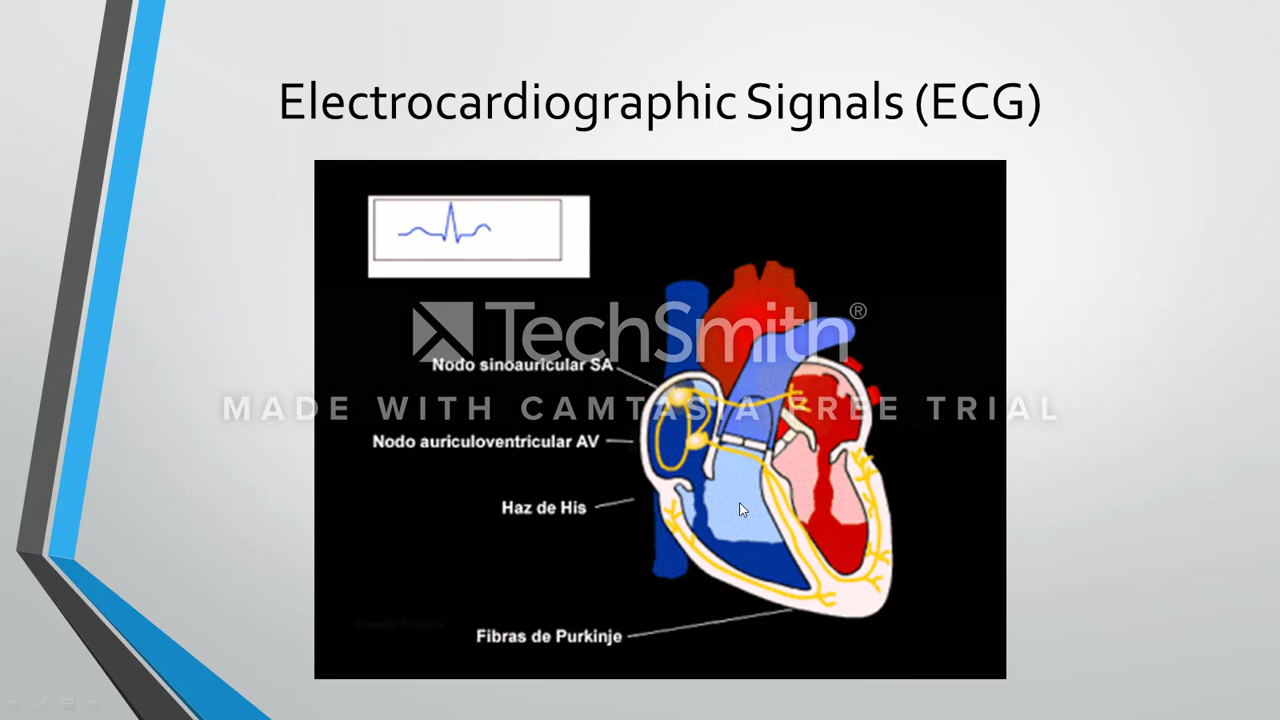 Electrocardiographic Signals (ECG)
TechSmith®
Nodo sinoauricular SA
MADE WITH CAMTASIA FREE TRIAL
Nodo auriculoventricular AV
Haz de His
Fibras de Purkinje